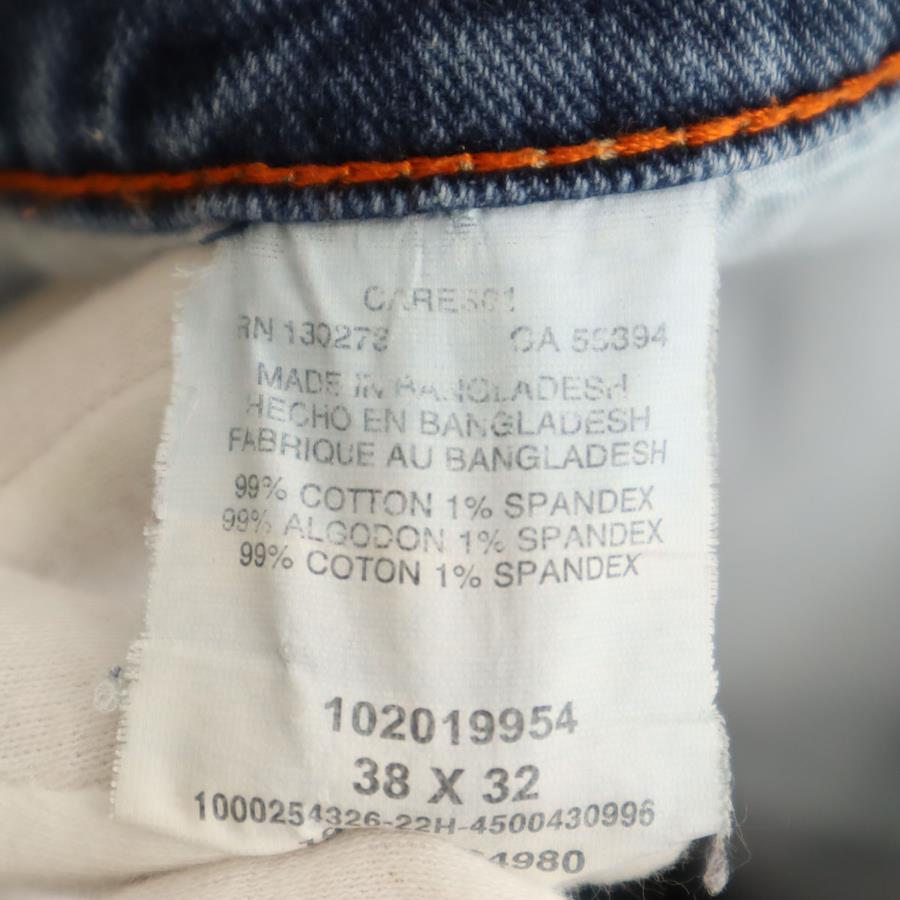 RN 130273 CA 55394
MADE IN BANGLADESH
HECHO EN BANGLADESH
FABRIQUE AU BANGLADESH
99% COTTON 1% SPANDEX
99% ALGODON 1% SPANDEX
99% COTON 1% SPANDEX
102019954
38 X 32
1000254326-22H-4500430996